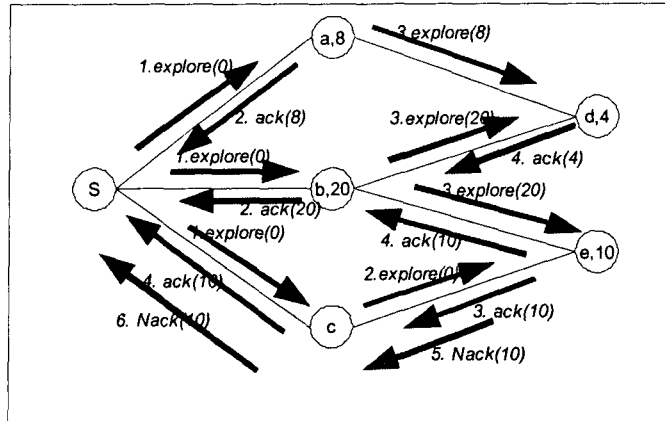 a,8
3.explore(8)
1.explore(0)
2. ack(8)
3.explore(20)
d,4
1.explore(0)
4. ack(4)
S
b,20
3.explore(20)
2. ack(20)
1.explore(0)
4. ack(10)
e,10
2.explore(0)
4. ack(10)
3. ack(10)
6. Nack(10)
c
5. Nack(10)